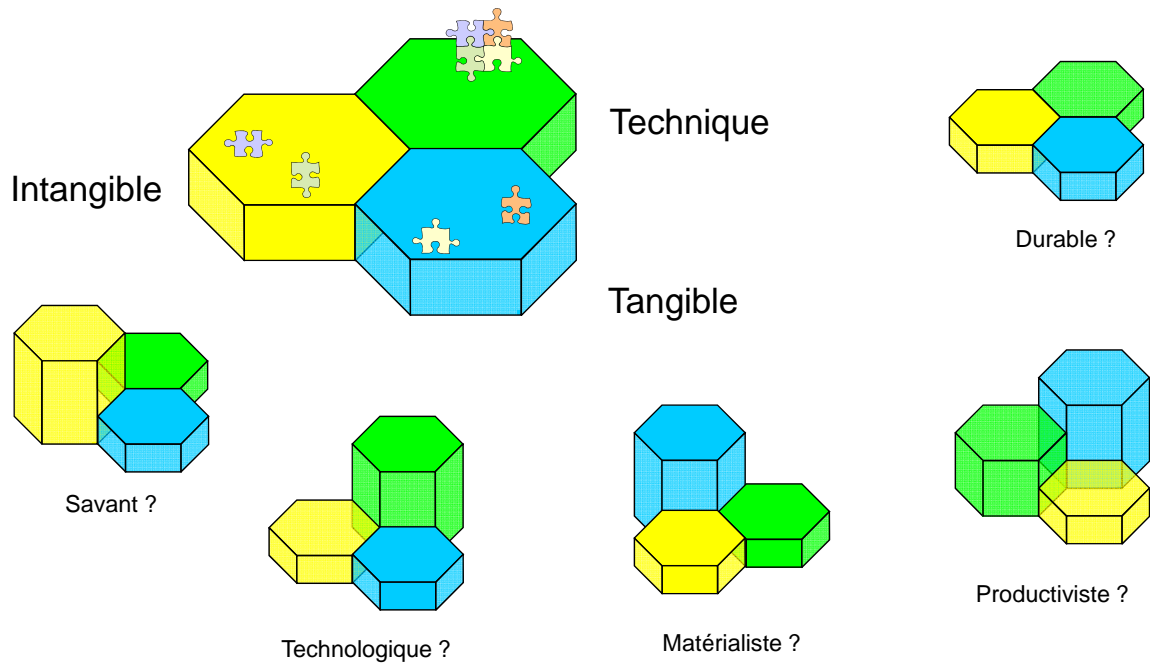 Technique
Intangible
Durable ?
Tangible
Savant ?
Productiviste ?
Technologique ?
Matérialiste ?